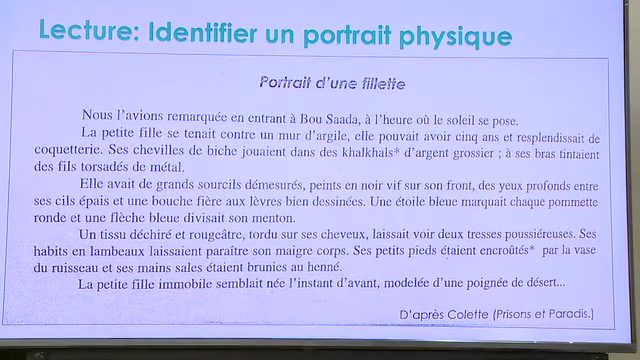 Lecture: Identifier un portrait physique
Portrait d'une fillette
Nous l'avions remarquée en entrant à Bou Saada, à l'heure où le soleil se pose.
La petite fille se tenait contre un mur d'argile, elle pouvait avoir cinq ans et resplendissait de
coquetterie. Ses chevilles de biche jouaient dans des khalkhals* d'argent grossier ; à ses bras tintaient
des fils torsadés de métal.
Elle avait de grands sourcils démesurés, peints en noir vif sur son front, des yeux profonds entre
ses cils épais et une bouche fière aux lèvres bien dessinées. Une étoile bleue marquait chaque pommette
ronde et une flèche bleue divisait son menton.
Un tissu déchiré et rougeâtre, tordu sur ses cheveux, laissait voir deux tresses poussiéreuses. Ses
habits en lambeaux laissaient paraître son maigre corps. Ses petits pieds étaient encroûtés* par la vase
du ruisseau et ses mains sales étaient brunies au henné.
La petite fille immobile semblait née l'instant d'avant, modelée d'une poignée de désert...
D'après Colette (Prisons et Paradis.)